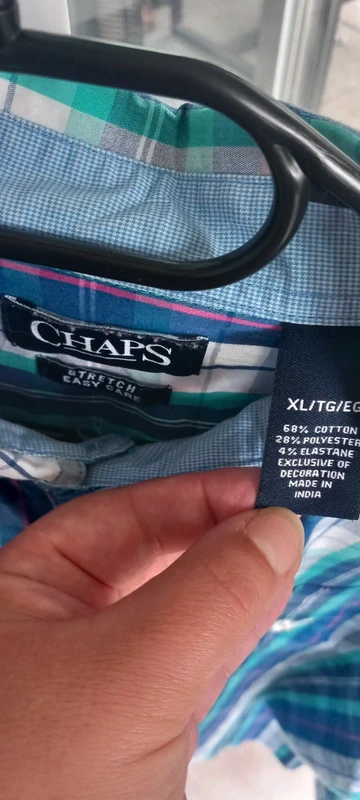 CHAPS
STRETCH
EASY CARE
XL/TG/EG
68% COTTON
28% POLYESTER
4% ELASTANE
EXCLUSIVE OF
DECORATION
MADE IN
INDIA